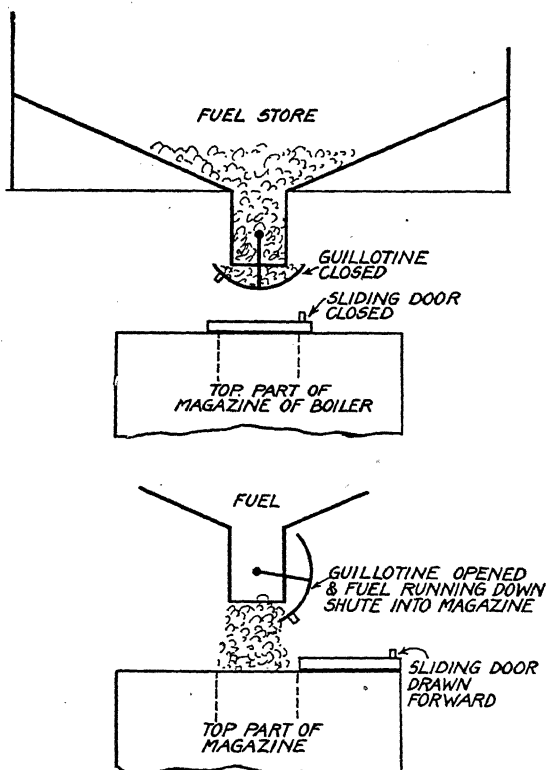 FUEL STORE
GUILLOTINE
CLOSED
SLIDING DOOR
CLOSED
TOP PART OF
MAGAZINE OF BOILER
FUEL
GUILLOTINE OPENED
& FUEL RUNNING DOWN
SHUTE INTO MAGAZINE
SLIDING DOOR
DRAWN
FORWARD
TOP PART OF
MAGAZINE